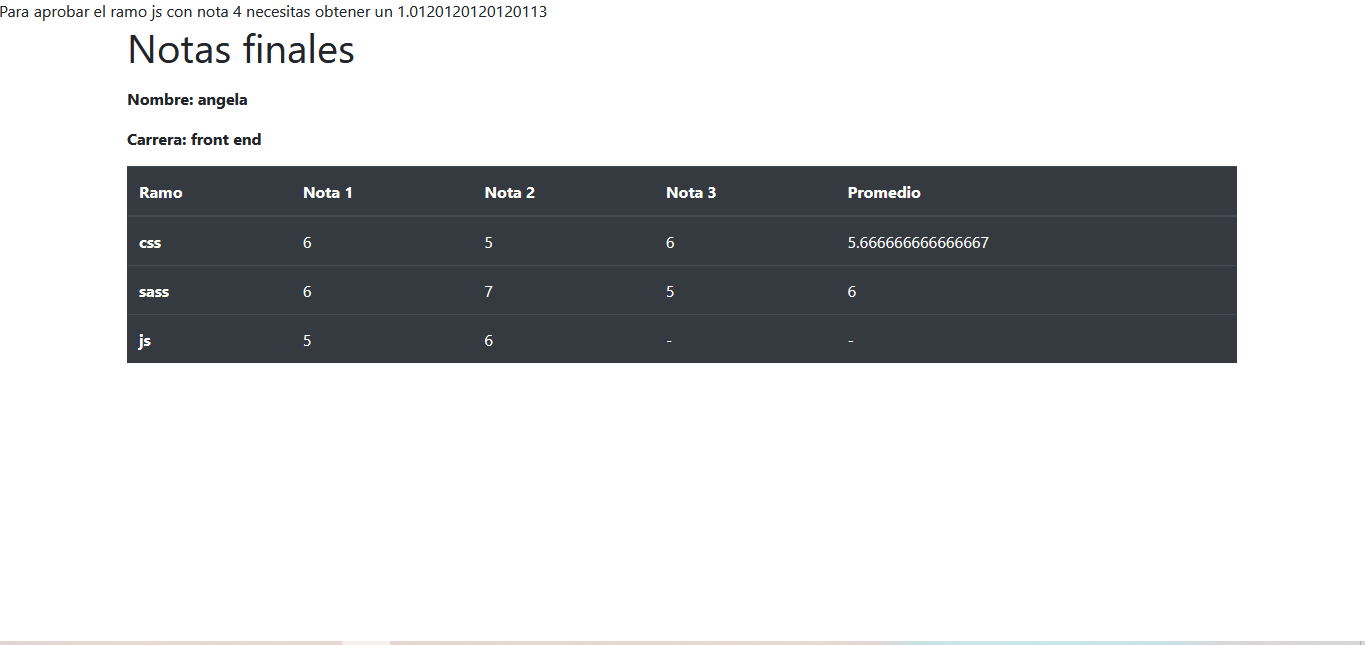 Para aprobar el ramo js con nota 4 necesitas obtener un 1.0120120120120113
Notas finales
Nombre: angela
Carrera: front end
Ramo Nota 1 Nota 2 Nota 3 Promedio
css 6 5 6 5.666666666666667
sass 6 7 5 6
js 5 6 - -